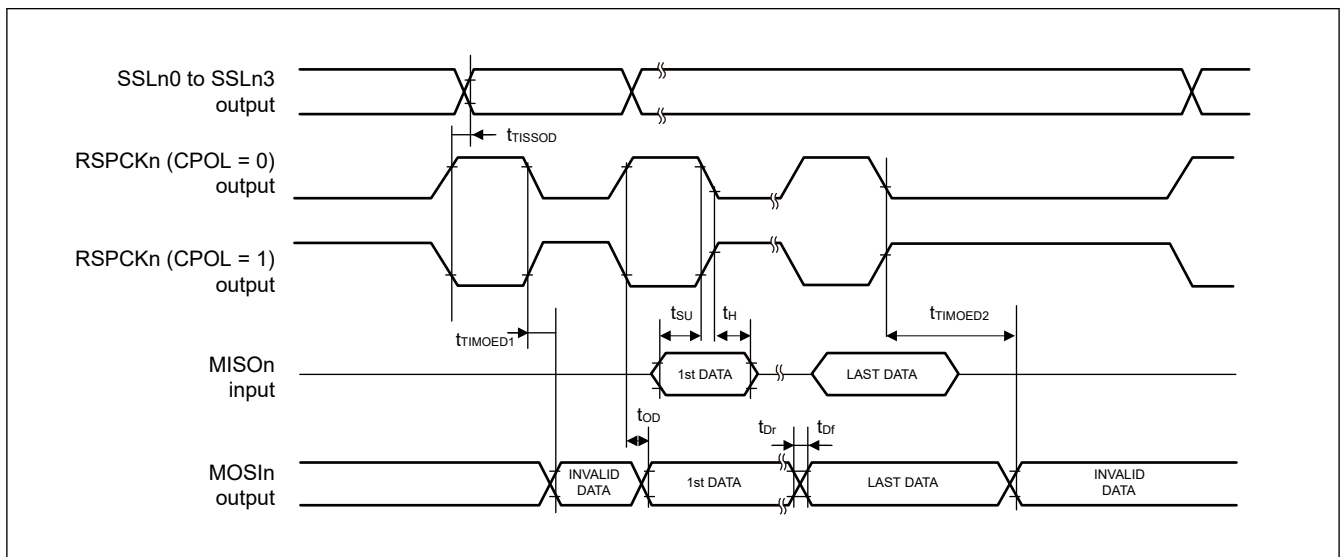 SSLn0 to SSLn3
output
tTISSOD
RSPCKn (CPOL = 0)
output
RSPCKn (CPOL = 1)
output
tSU
tH
tTIMOED2
tTIMOED1
MISOn
input
1st DATA
LAST DATA
tOD
tDr
tDf
MOSIn
output
INVALID
DATA
1st DATA
LAST DATA
INVALID
DATA